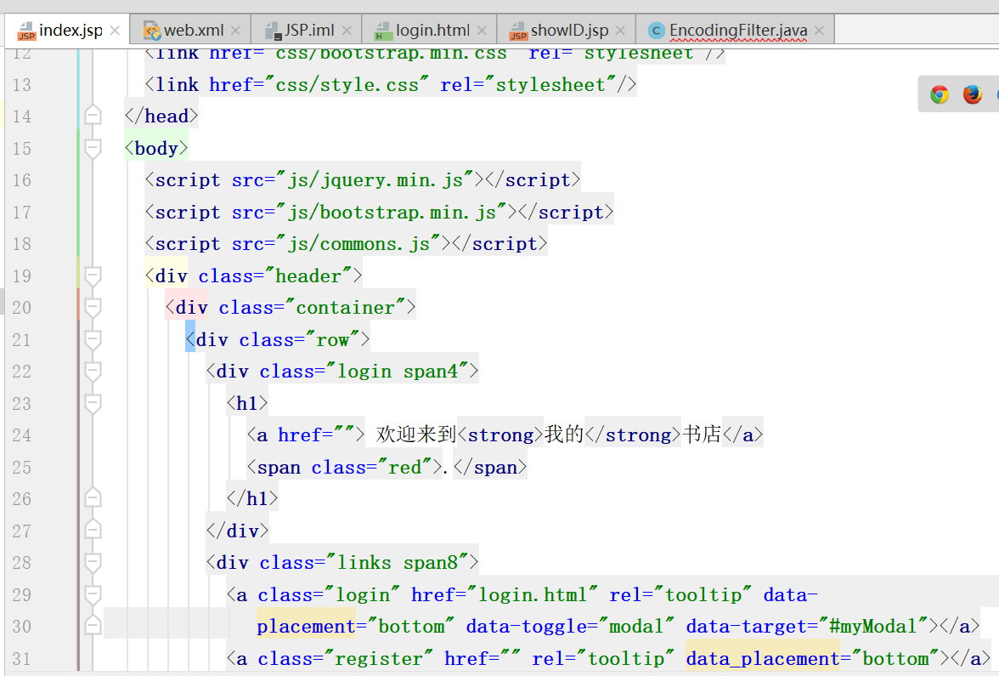 index.jsp web.xml JSP.iml login.html showID.jsp EncodingFilter.java
12 <link href="css/bootstrap.min.css" rel="stylesheet"/>
13 <link href="css/style.css" rel="stylesheet"/>
14 </head>
15 <body>
16 <script src="js/jquery.min.js"></script>
17 <script src="js/bootstrap.min.js"></script>
18 <script src="js/commons.js"></script>
19 <div class="header">
20 <div class="container">
21 <div class="row">
22 <div class="login span4">
23 <h1>
24 <a href=""> 欢迎来到<strong>我的</strong>书店</a>
25 <span class="red">.</span>
26 </h1>
27 </div>
28 <div class="links span8">
29 <a class="login" href="login.html" rel="tooltip" data-
30 placement="bottom" data-toggle="modal" data-target="#myModal"></a>
31 <a class="register" href="" rel="tooltip" data_placement="bottom"></a>